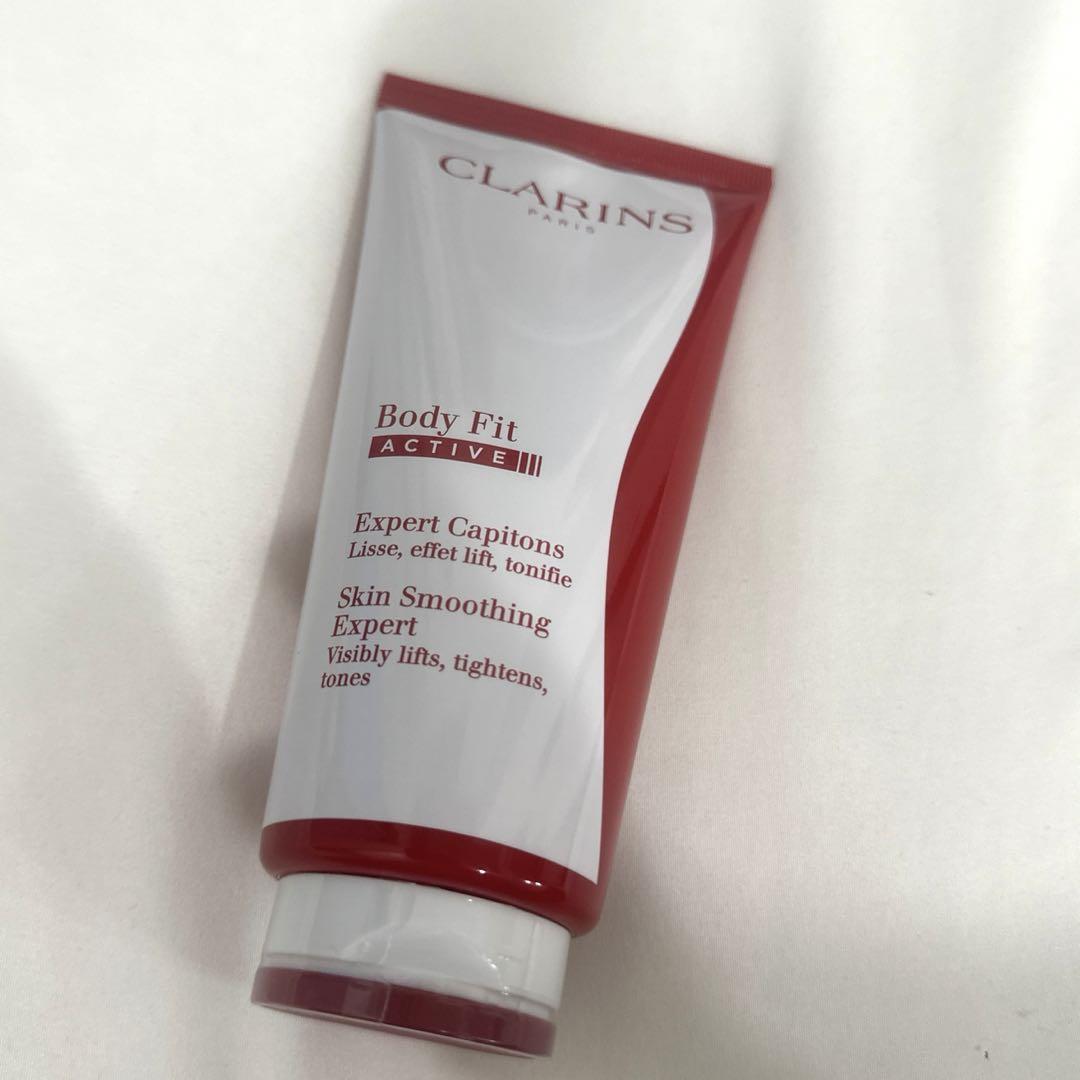 CLARINS
PARIS
Body Fit
ACTIVE
Expert Capitons
Lisse, effet lift, tonifie
Skin Smoothing
Expert
Visibly lifts, tightens,
tones